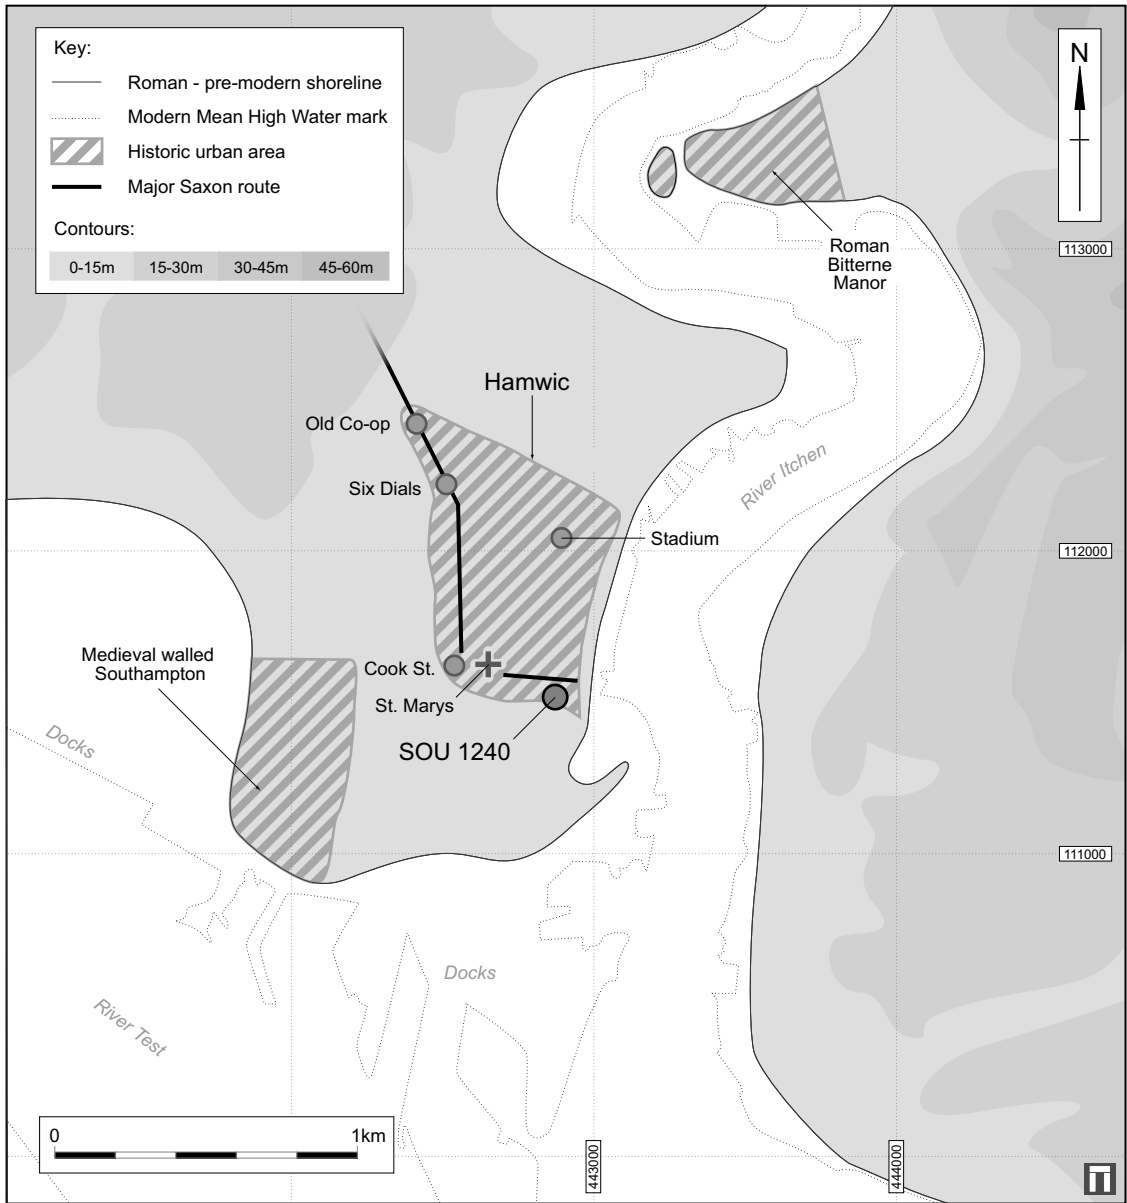 Key:
Roman - pre-modern shoreline
Modern Mean High Water mark
Historic urban area
Major Saxon route
Contours:
0-15m 15-30m 30-45m 45-60m
N
113000
Roman
Bitterne
Manor
Hamwic
Old Co-op
River Itchen
Six Dials
Stadium
112000
Medieval walled
Southampton
Cook St.
St. Marys
SOU 1240
Docks
111000
Docks
River Test
0 1km
443000
444000